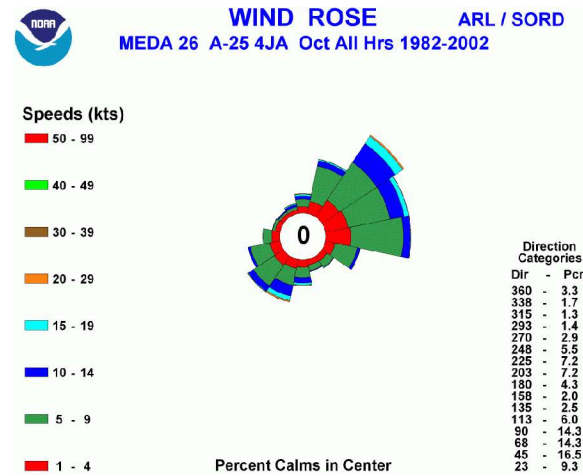 NOAA
WIND ROSE
ARL / SORD
MEDA 26 A-25 4JA Oct All Hrs 1982-2002
Speeds (kts)
50 - 99
40 - 49
30 - 39
20 - 29
15 - 19
10 - 14
5 - 9
1 - 4
0
Percent Calms in Center
Direction
Categories
Dir - Pcr
360 - 3.3
338 - 1.7
315 - 1.3
293 - 1.4
270 - 2.9
248 - 5.5
225 - 7.2
203 - 7.2
180 - 4.3
158 - 2.0
135 - 2.5
113 - 6.0
90 - 14.3
68 - 14.3
45 - 16.5
23 - 9.3